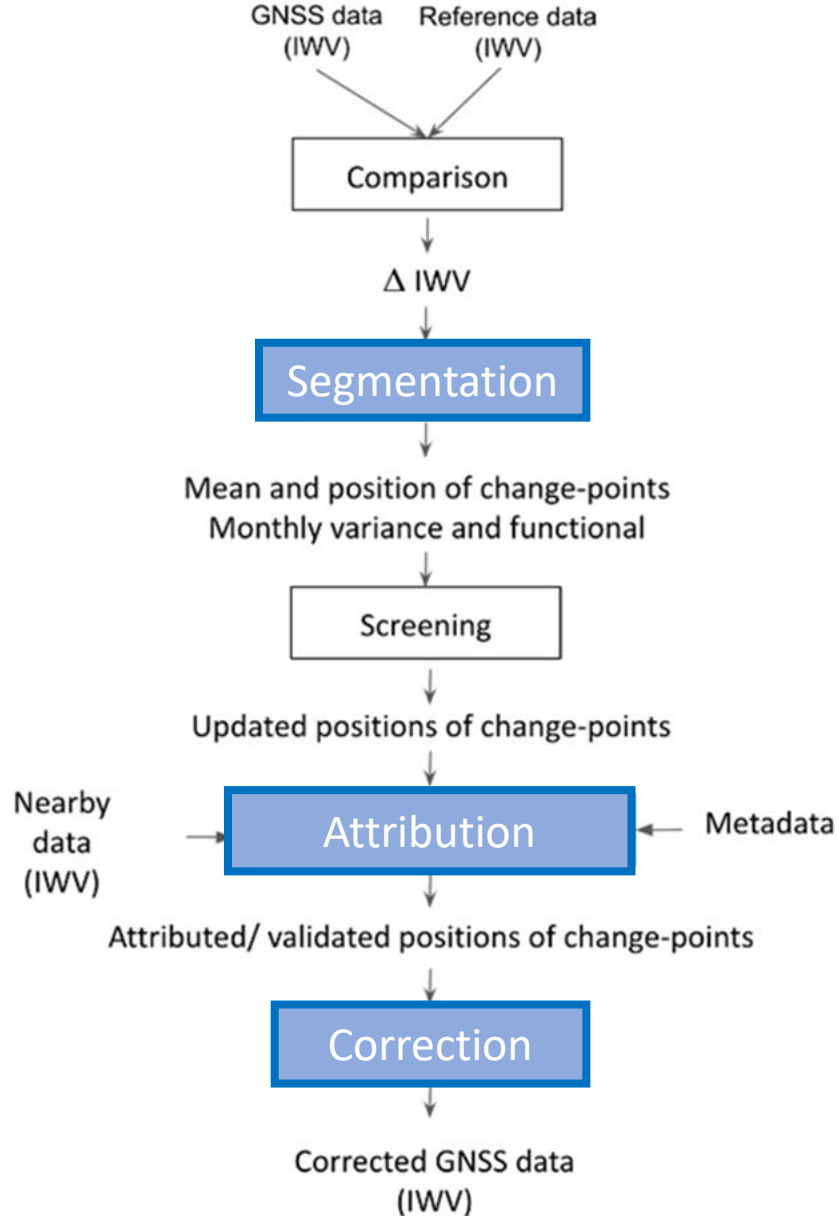 GNSS data
(IWV)
Reference data
(IWV)
Comparison
Δ IWV
Segmentation
Mean and position of change-points
Monthly variance and functional
Screening
Updated positions of change-points
Nearby
data
(IWV)
Attribution
Metadata
Attributed/ validated positions of change-points
Correction
Corrected GNSS data
(IWV)